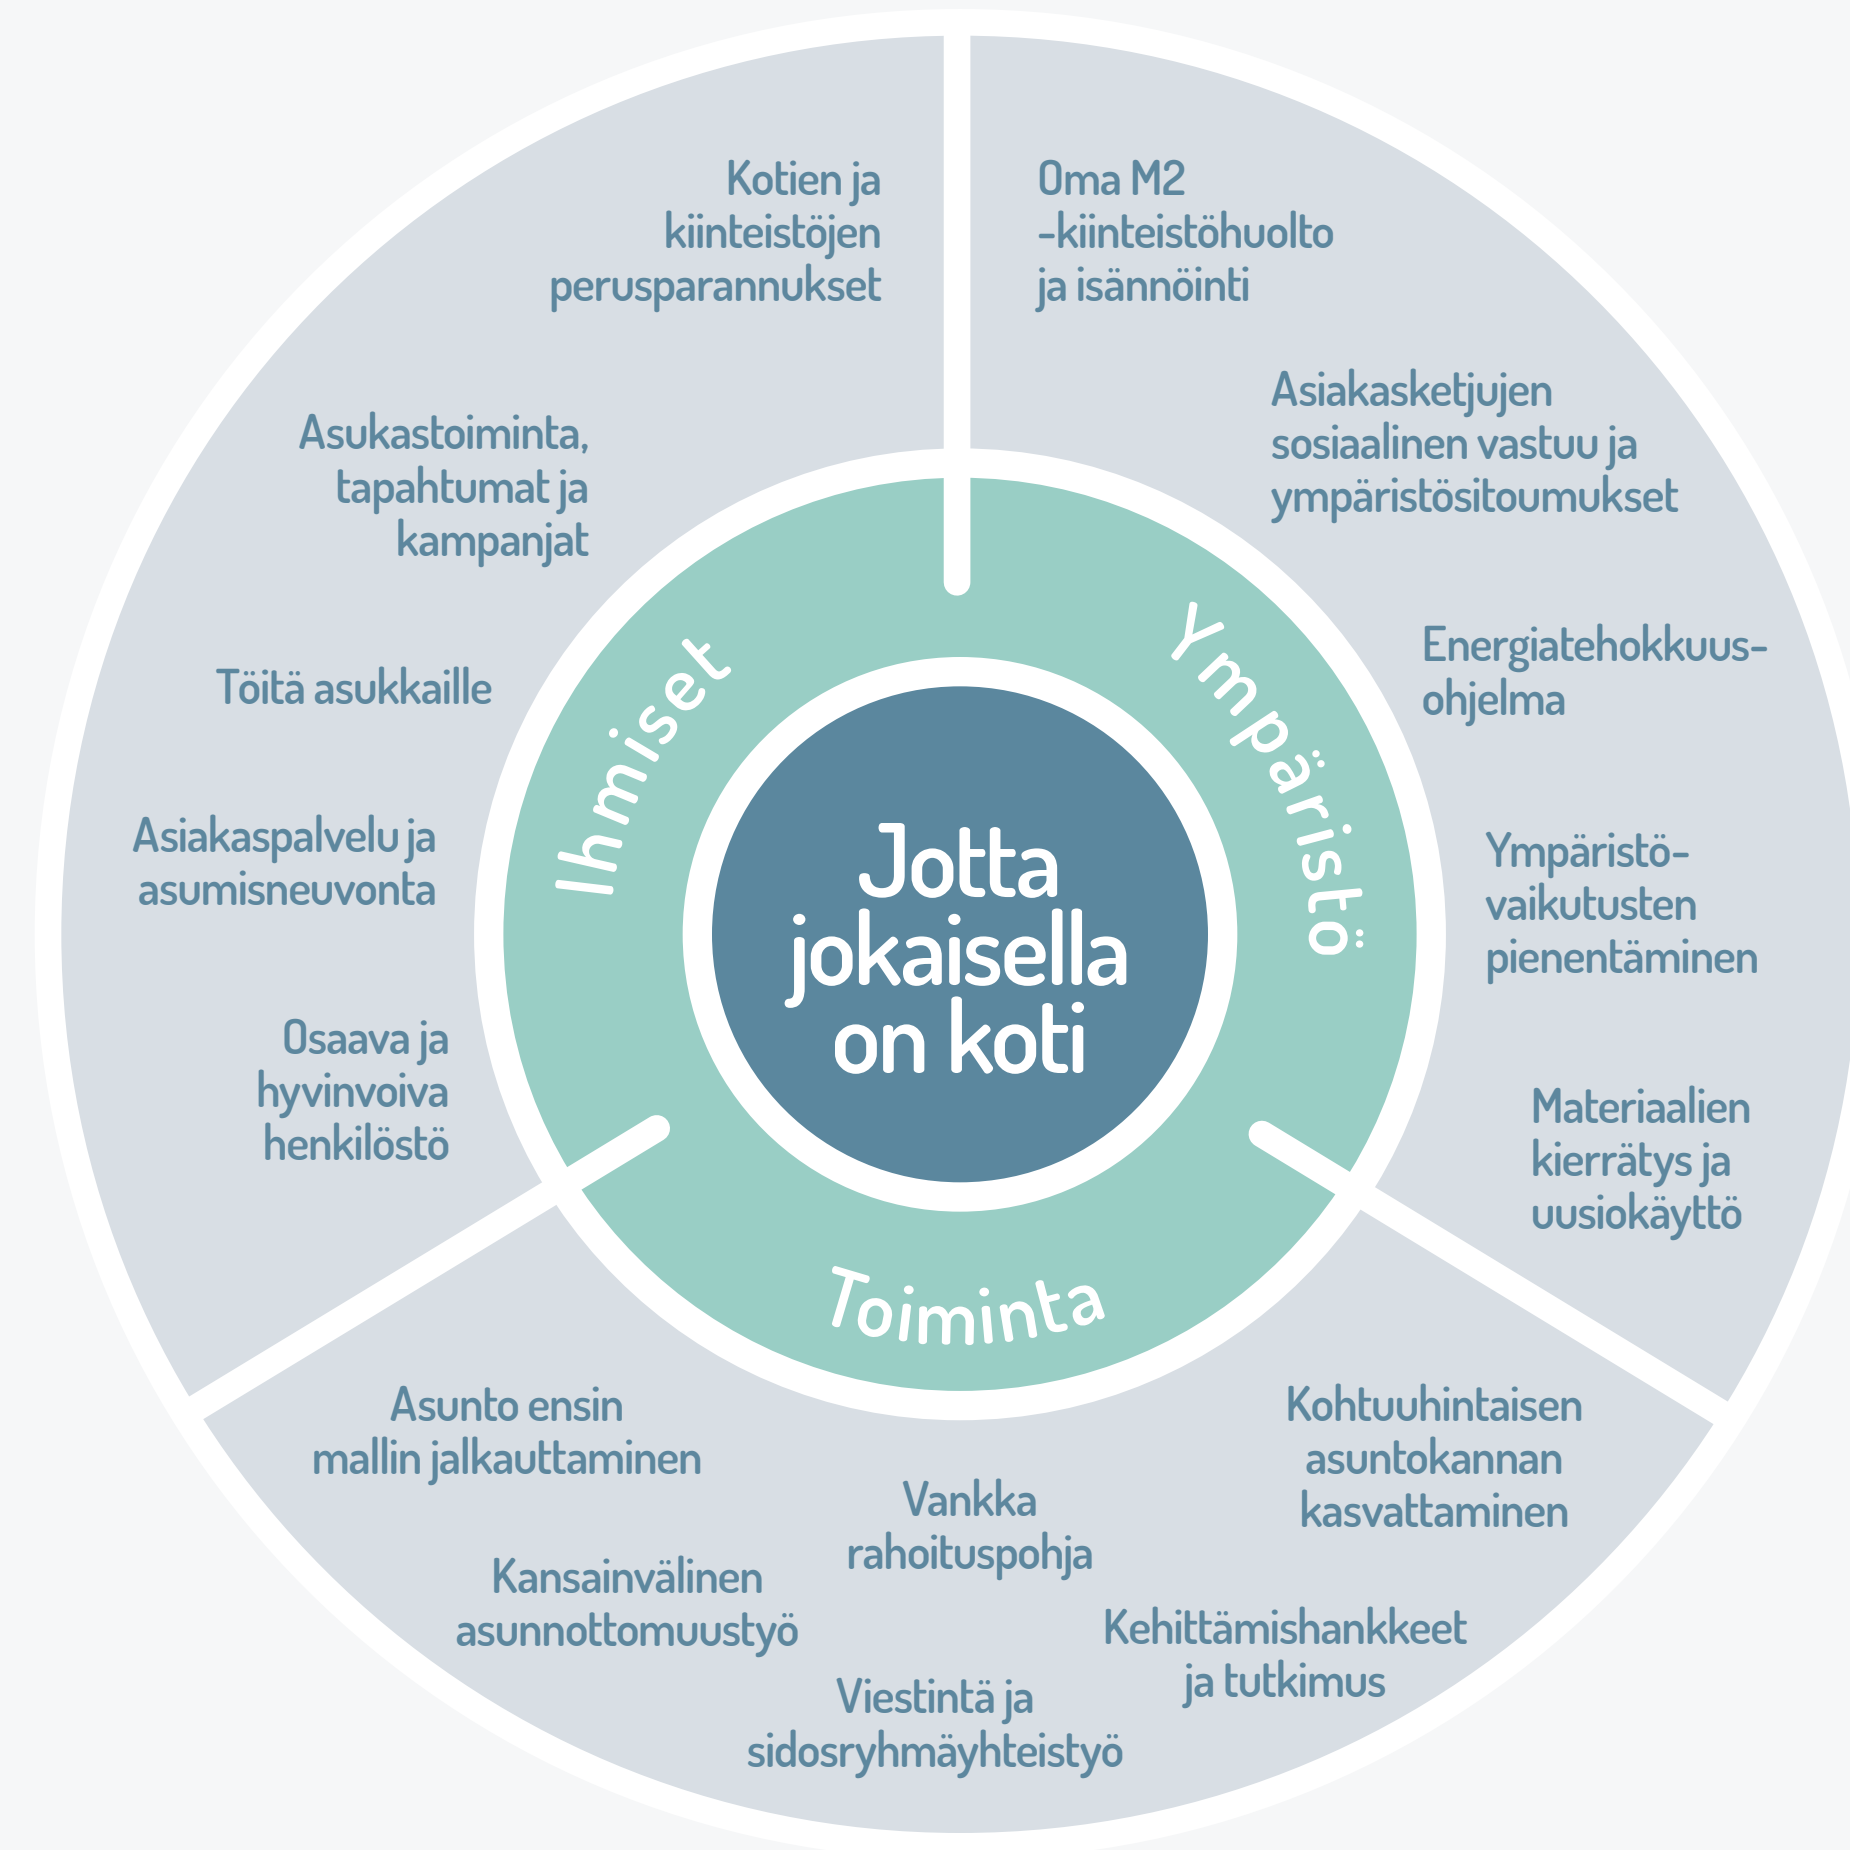 Jotta
jokaisella
on koti
Ihmiset
Kotien ja
kiinteistöjen
perusparannukset
Asukastoiminta,
tapahtumat ja
kampanjat
Töitä asukkaille
Asiakaspalvelu ja
asumisneuvonta
Osaava ja
hyvinvoiva
henkilöstö
Ympäristö
Oma M2
-kiinteistöhuolto
ja isännöinti
Asiakasketjujen
sosiaalinen vastuu ja
ympäristösitoumukset
Energiatehokkuus-
ohjelma
Ympäristö-
vaikutusten
pienentäminen
Materiaalien
kierrätys ja
uusiokäyttö
Toiminta
Asunto ensin
mallin jalkauttaminen
Kansainvälinen
asunnottomuustyö
Vankka
rahoituspohja
Viestintä ja
sidosryhmäyhteistyö
Kehittämishankkeet
ja tutkimus
Kohtuuhintaisen
asuntokannan
kasvattaminen